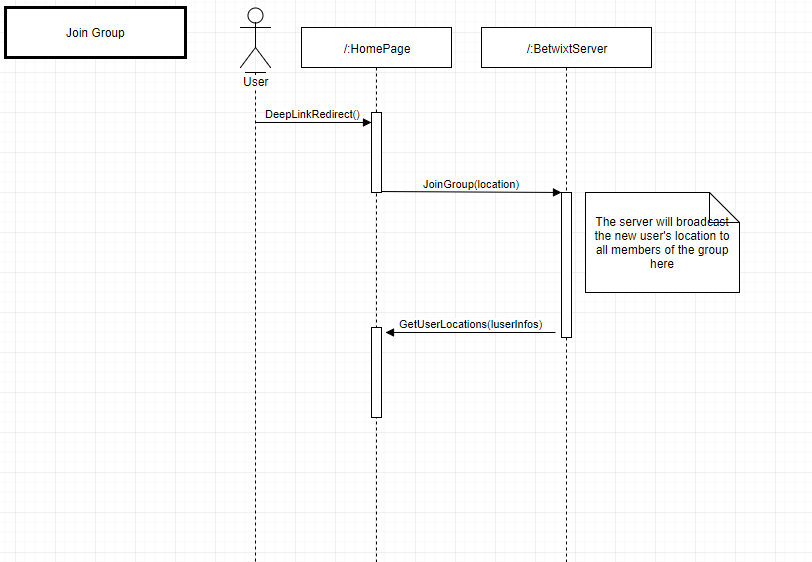 Join Group
/:HomePage
/:BetwixtServer
User
DeepLinkRedirect()
JoinGroup(location)
The server will broadcast
the new user's location to
all members of the group
here
GetUserLocations(IuserInfos)